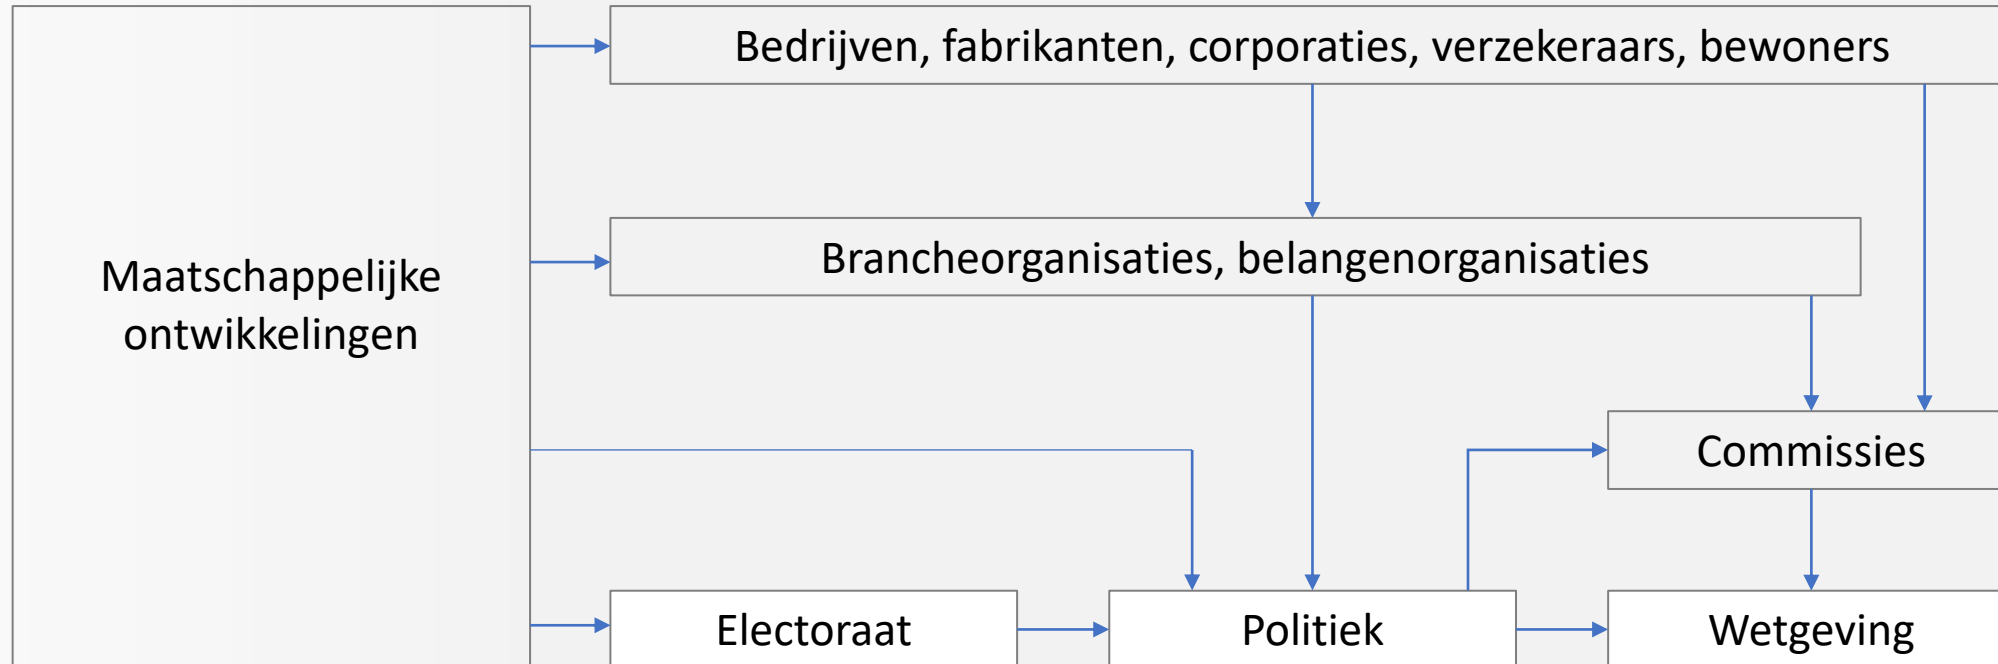 Bedrijven, fabrikanten, corporaties, verzekeraars, bewoners
Brancheorganisaties, belangenorganisaties
Maatschappelijke
ontwikkelingen
Commissies
Electoraat
Politiek
Wetgeving